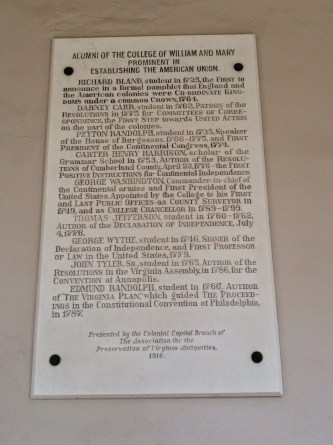 ALUMNI OF THE COLLEGE OF WILLIAM AND MARY
PROMINENT IN
ESTABLISHING THE AMERICAN UNION.
RICHARD BLAND, student in 1725, the FIRST to
announce in a formal pamphlet that England and
the American colonies were CO-ORDINATE KING-
DOMS under a common CROWN, 1764.
DABNEY CARR, student in 1762, PATRON OF THE
RESOLUTIONS in 1773 for COMMITTEES OF CORRE-
SPONDENCE, the FIRST STEP towards UNITED ACTION
on the part of the colonies.
PEYTON RANDOLPH, student in 1735, Speaker
of the House of Burgesses, 1766-1775, and FIRST
PRESIDENT of the Continental Congress, 1774.
CARTER HENRY HARRISON, scholar of the
Grammar School in 1753, AUTHOR OF THE RESOLU-
TIONS of Cumberland County, April 22, 1776 - the FIRST
POSITIVE INSTRUCTIONS for Continental Independence
GEORGE WASHINGTON, Commander-in-chief of
the Continental armies and First President of the
United States Appointed by the College to his FIRST
and LAST PUBLIC OFFICES - as COUNTY SURVEYOR in
1749, and as COLLEGE CHANCELLOR in 1789-1799.
THOMAS JEFFERSON, student in 1760-1762,
AUTHOR OF THE DECLARATION OF INDEPENDENCE, July
4, 1776.
GEORGE WYTHE, student in 1746, SIGNER of the
Declaration of Independence, and FIRST PROFESSOR
OF LAW in the United States, 1779.
JOHN TYLER, SR., student in 1765, AUTHOR OF THE
RESOLUTIONS in the Virginia Assembly, in 1786, for the
CONVENTION at Annapolis.
EDMUND RANDOLPH, student in 1766, AUTHOR
of "THE VIRGINIA PLAN," which guided THE PROCEED-
INGS in the Constitutional Convention at Philadelphia,
in 1787.
Presented by the Colonial Capital Branch of
The Association for the
Preservation of Virginia Antiquities.